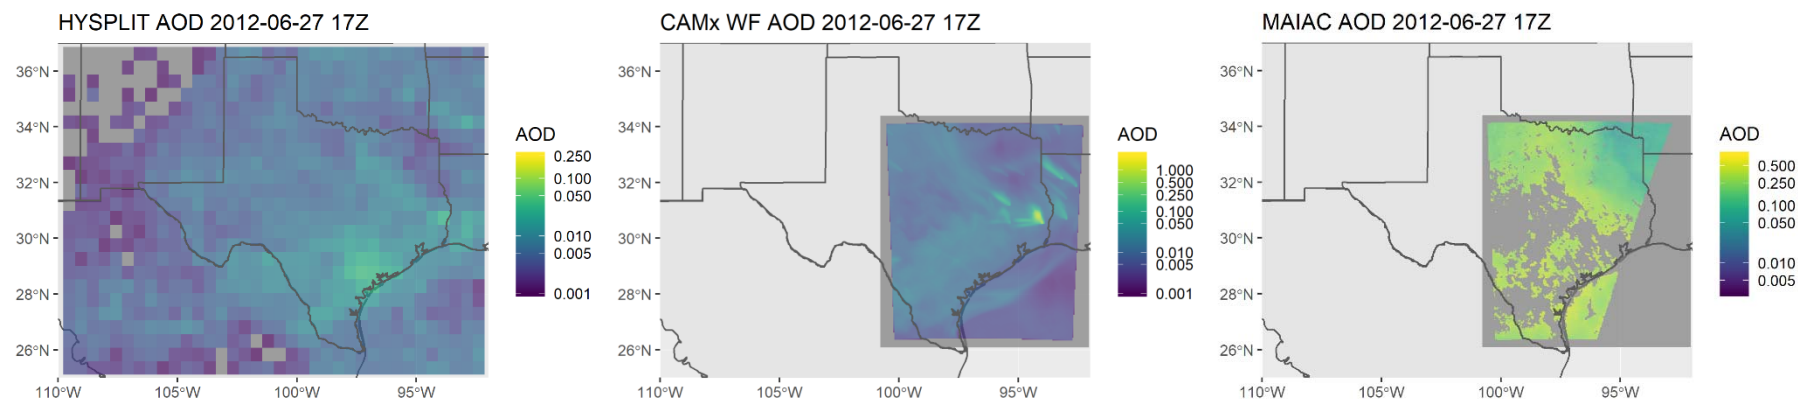 HYSPLIT AOD 2012-06-27 17Z
36°N
34°N
32°N
30°N
28°N
26°N
110°W
105°W
100°W
95°W
AOD
0.250
0.100
0.050
0.010
0.005
0.001
CAMx WF AOD 2012-06-27 17Z
36°N
34°N
32°N
30°N
28°N
26°N
110°W
105°W
100°W
95°W
AOD
1.000
0.500
0.250
0.100
0.050
0.010
0.005
0.001
MAIAC AOD 2012-06-27 17Z
36°N
34°N
32°N
30°N
28°N
26°N
110°W
105°W
100°W
95°W
AOD
0.500
0.250
0.100
0.050
0.010
0.005